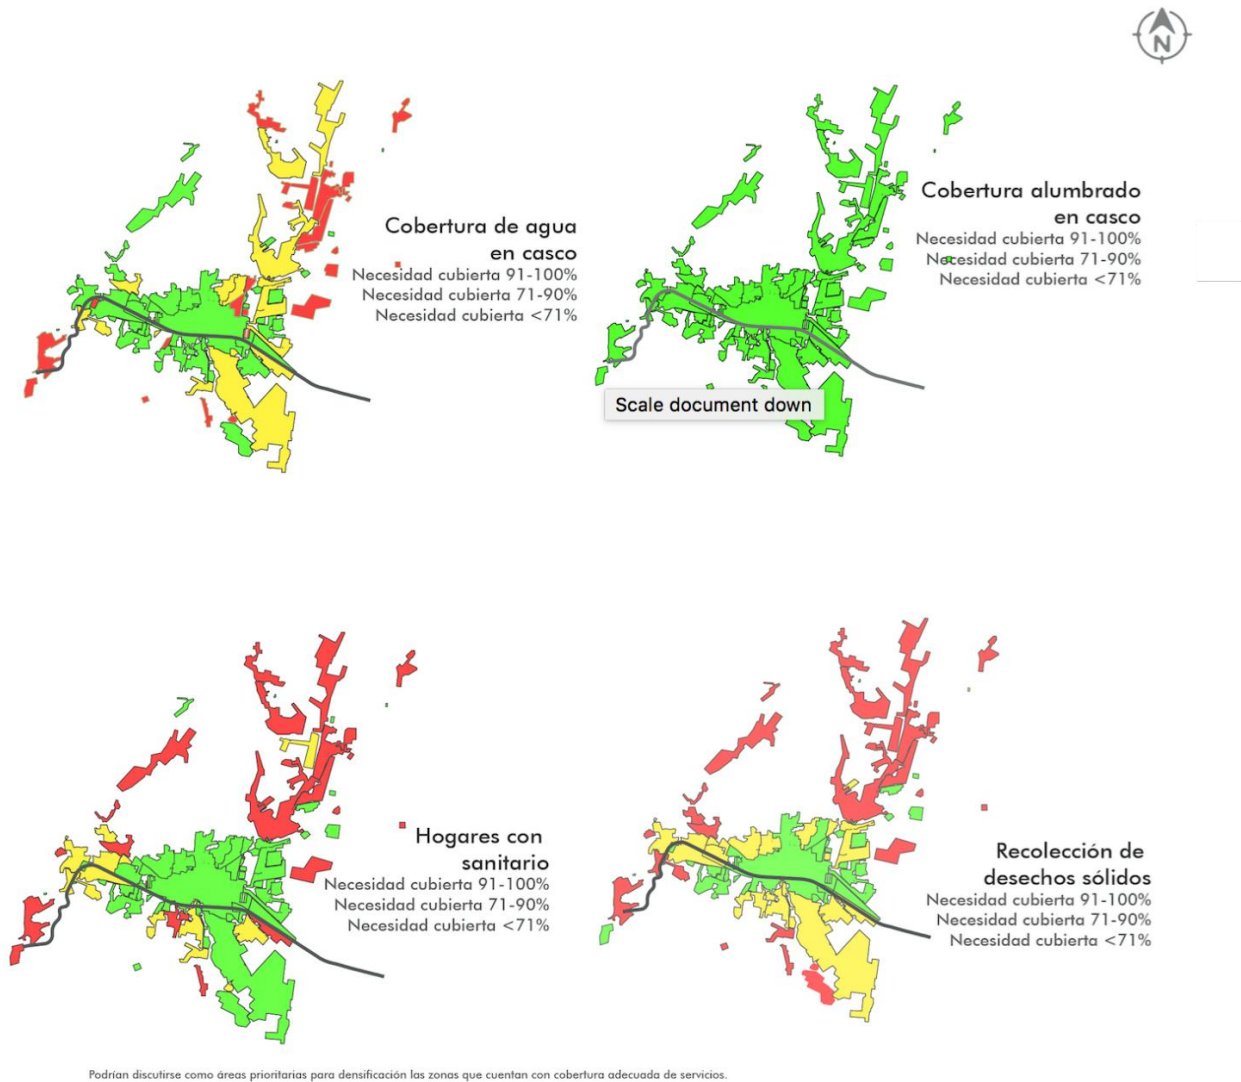 N
Cobertura de agua
en casco
Necesidad cubierta 91-100%
Necesidad cubierta 71-90%
Necesidad cubierta <71%
Cobertura alumbrado
en casco
Necesidad cubierta 91-100%
Necesidad cubierta 71-90%
Necesidad cubierta <71%
Scale document down
Hogares con
sanitario
Necesidad cubierta 91-100%
Necesidad cubierta 71-90%
Necesidad cubierta <71%
Recolección de
desechos sólidos
Necesidad cubierta 91-100%
Necesidad cubierta 71-90%
Necesidad cubierta <71%
Podrían discutirse como áreas prioritarias para densificación las zonas que cuentan con cobertura adecuada de servicios.